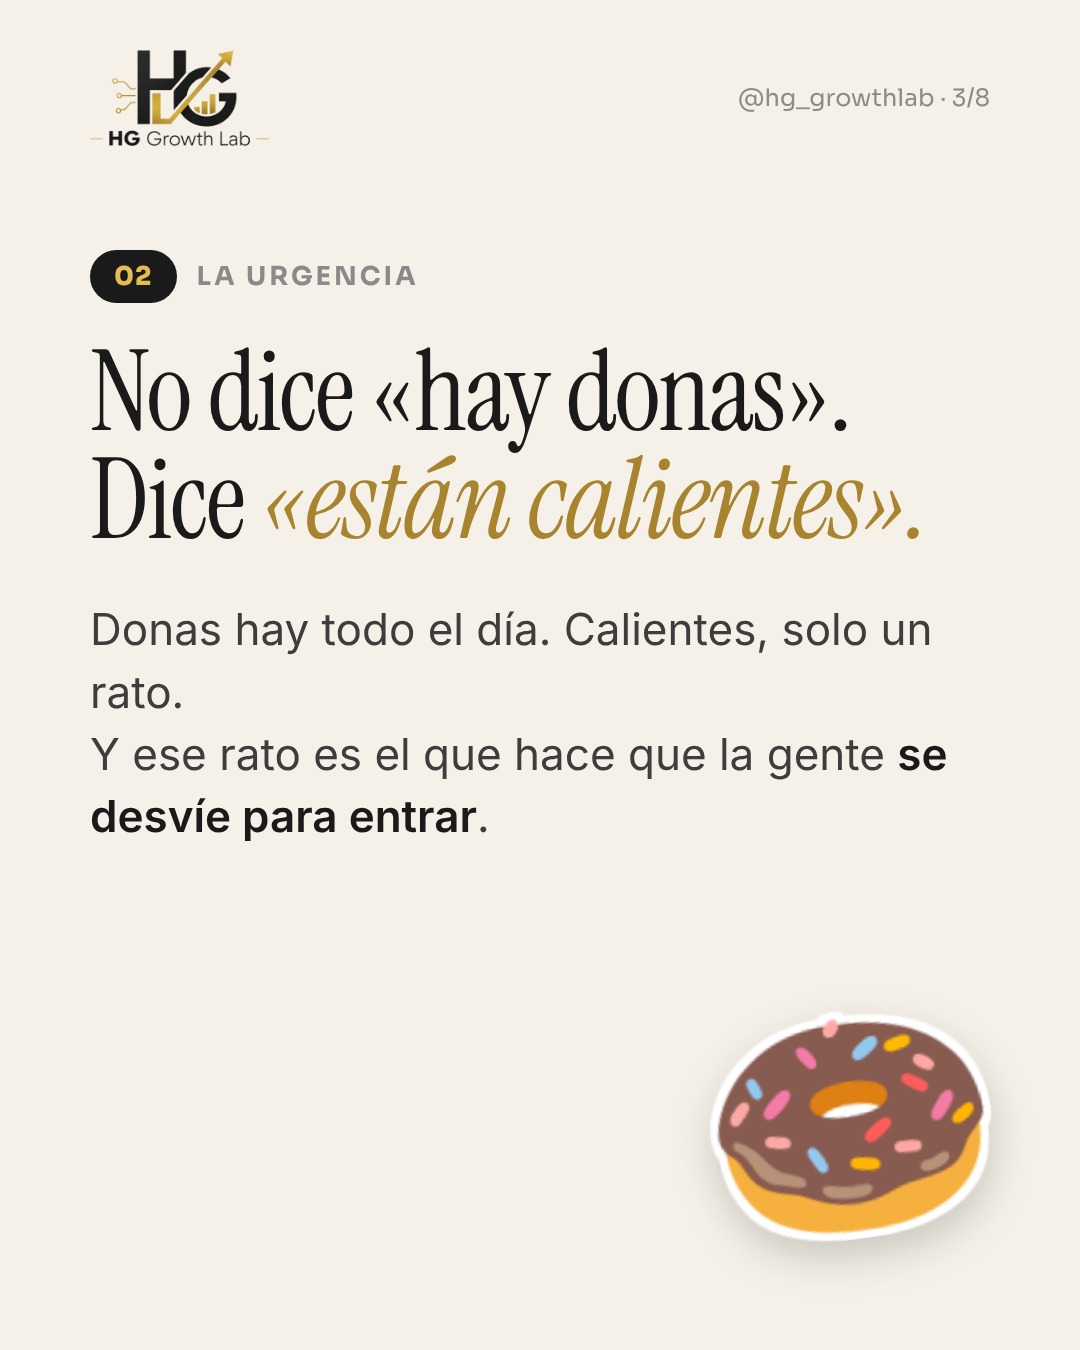 HG
HG Growth Lab
@hg_growthlab · 3/8
02 LA URGENCIA
No dice «hay donas».
Dice «están calientes».
Donas hay todo el día. Calientes, solo un
rato.
Y ese rato es el que hace que la gente se
desvíe para entrar.